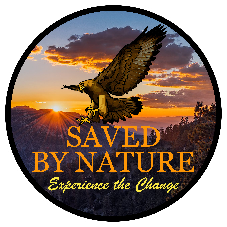 SAVED
BY NATURE
Experience the Change